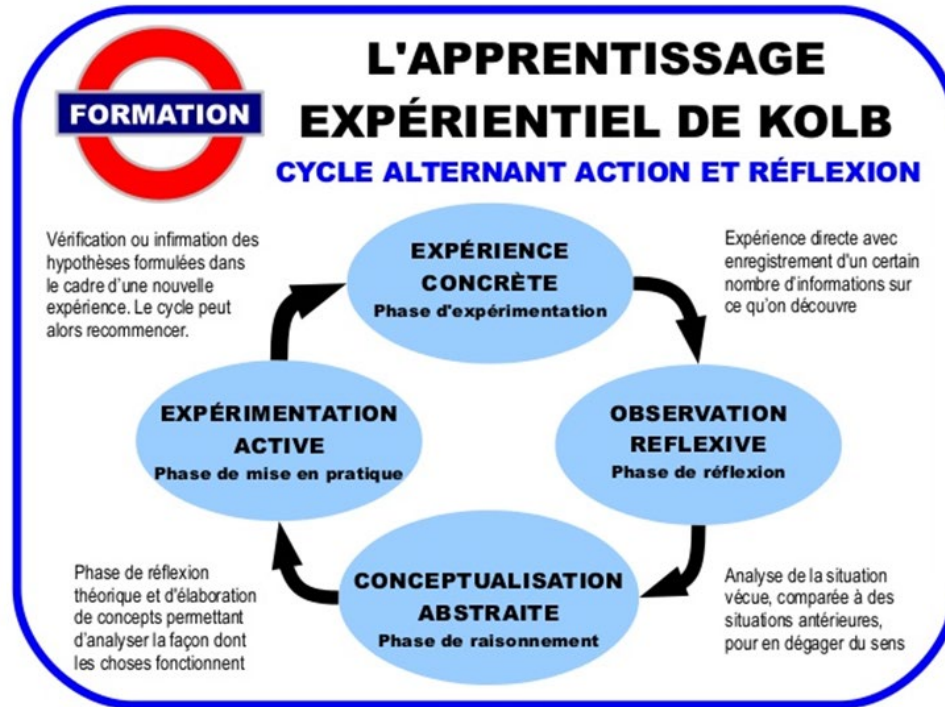 FORMATION
L'APPRENTISSAGE
EXPÉRIENTIEL DE KOLB
CYCLE ALTERNANT ACTION ET RÉFLEXION
Vérification ou infirmation des
hypothèses formulées dans
le cadre d'une nouvelle
expérience. Le cycle peut
alors recommencer.
EXPÉRIENCE
CONCRÈTE
Phase d'expérimentation
Expérience directe avec
enregistrement d'un certain
nombre d'informations sur
ce qu'on découvre
EXPÉRIMENTATION
ACTIVE
Phase de mise en pratique
OBSERVATION
REFLEXIVE
Phase de réflexion
Phase de réflexion
théorique et d'élaboration
de concepts permettant
d'analyser la façon dont
les choses fonctionnent
CONCEPTUALISATION
ABSTRAITE
Phase de raisonnement
Analyse de la situation
vécue, comparée à des
situations antérieures,
pour en dégager du sens